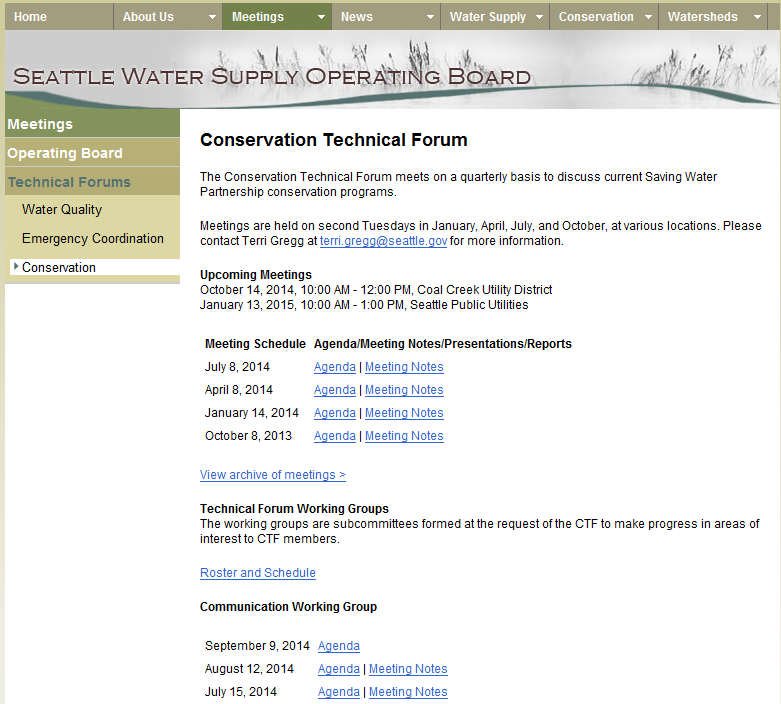 Home About Us Meetings News Water Supply Conservation Watersheds
Seattle Water Supply Operating Board
Meetings
Operating Board
Technical Forums
Water Quality
Emergency Coordination
Conservation
Conservation Technical Forum
The Conservation Technical Forum meets on a quarterly basis to discuss current Saving Water
Partnership conservation programs.
Meetings are held on second Tuesdays in January, April, July, and October, at various locations. Please
contact Terri Gregg at terri.gregg@seattle.gov for more information.
Upcoming Meetings
October 14, 2014, 10:00 AM - 12:00 PM, Coal Creek Utility District
January 13, 2015, 10:00 AM - 1:00 PM, Seattle Public Utilities
Meeting Schedule Agenda/Meeting Notes/Presentations/Reports
July 8, 2014 Agenda | Meeting Notes
April 8, 2014 Agenda | Meeting Notes
January 14, 2014 Agenda | Meeting Notes
October 8, 2013 Agenda | Meeting Notes
View archive of meetings >
Technical Forum Working Groups
The working groups are subcommittees formed at the request of the CTF to make progress in areas of
interest to CTF members.
Roster and Schedule
Communication Working Group
September 9, 2014 Agenda
August 12, 2014 Agenda | Meeting Notes
July 15, 2014 Agenda | Meeting Notes